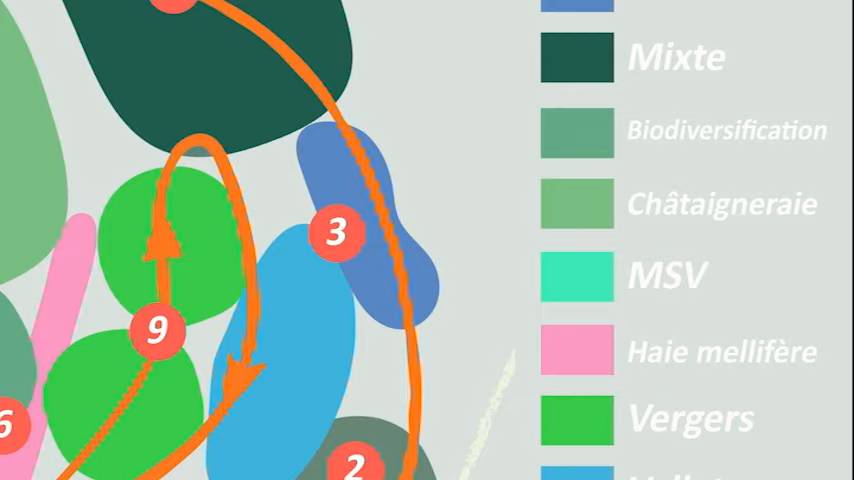 Mixte
Biodiversification
Châtaigneraie
3
MSV
9
Haie mellifère
Vergers
6
2